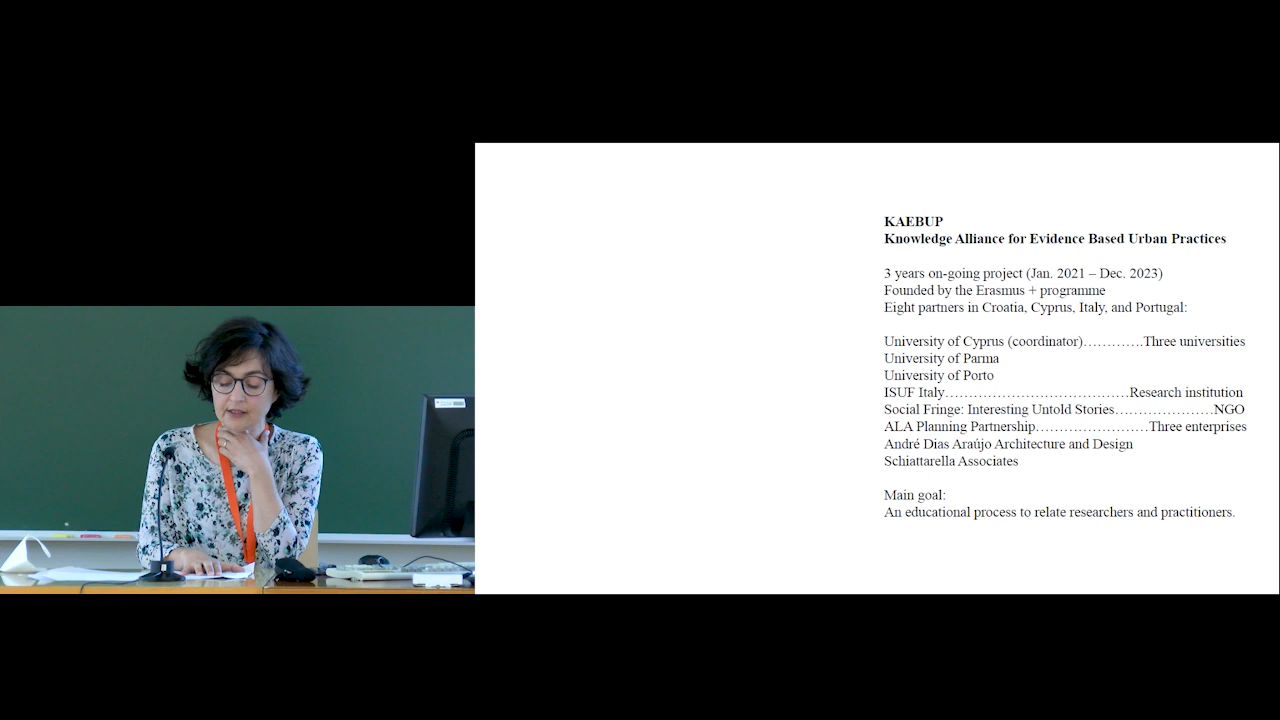 KAEBUP
Knowledge Alliance for Evidence Based Urban Practices
3 years on-going project (Jan. 2021 – Dec. 2023)
Founded by the Erasmus + programme
Eight partners in Croatia, Cyprus, Italy, and Portugal:
University of Cyprus (coordinator)…………Three universities
University of Parma
University of Porto
ISUF Italy…………………………………Research institution
Social Fringe: Interesting Untold Stories…………………NGO
ALA Planning Partnership……………………Three enterprises
André Dias Araújo Architecture and Design
Schiattarella Associates
Main goal:
An educational process to relate researchers and practitioners.